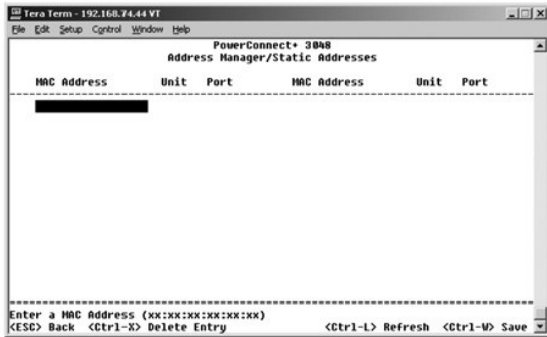 Tera Term - 192.168.74.44 VT
File Edit Setup Control Window Help
PowerConnect+ 3048
Address Manager/Static Addresses
MAC Address Unit Port MAC Address Unit Port
Enter a MAC Address (xx:xx:xx:xx:xx:xx)
<ESC> Back <Ctrl-X> Delete Entry <Ctrl-L> Refresh <Ctrl-W> Save